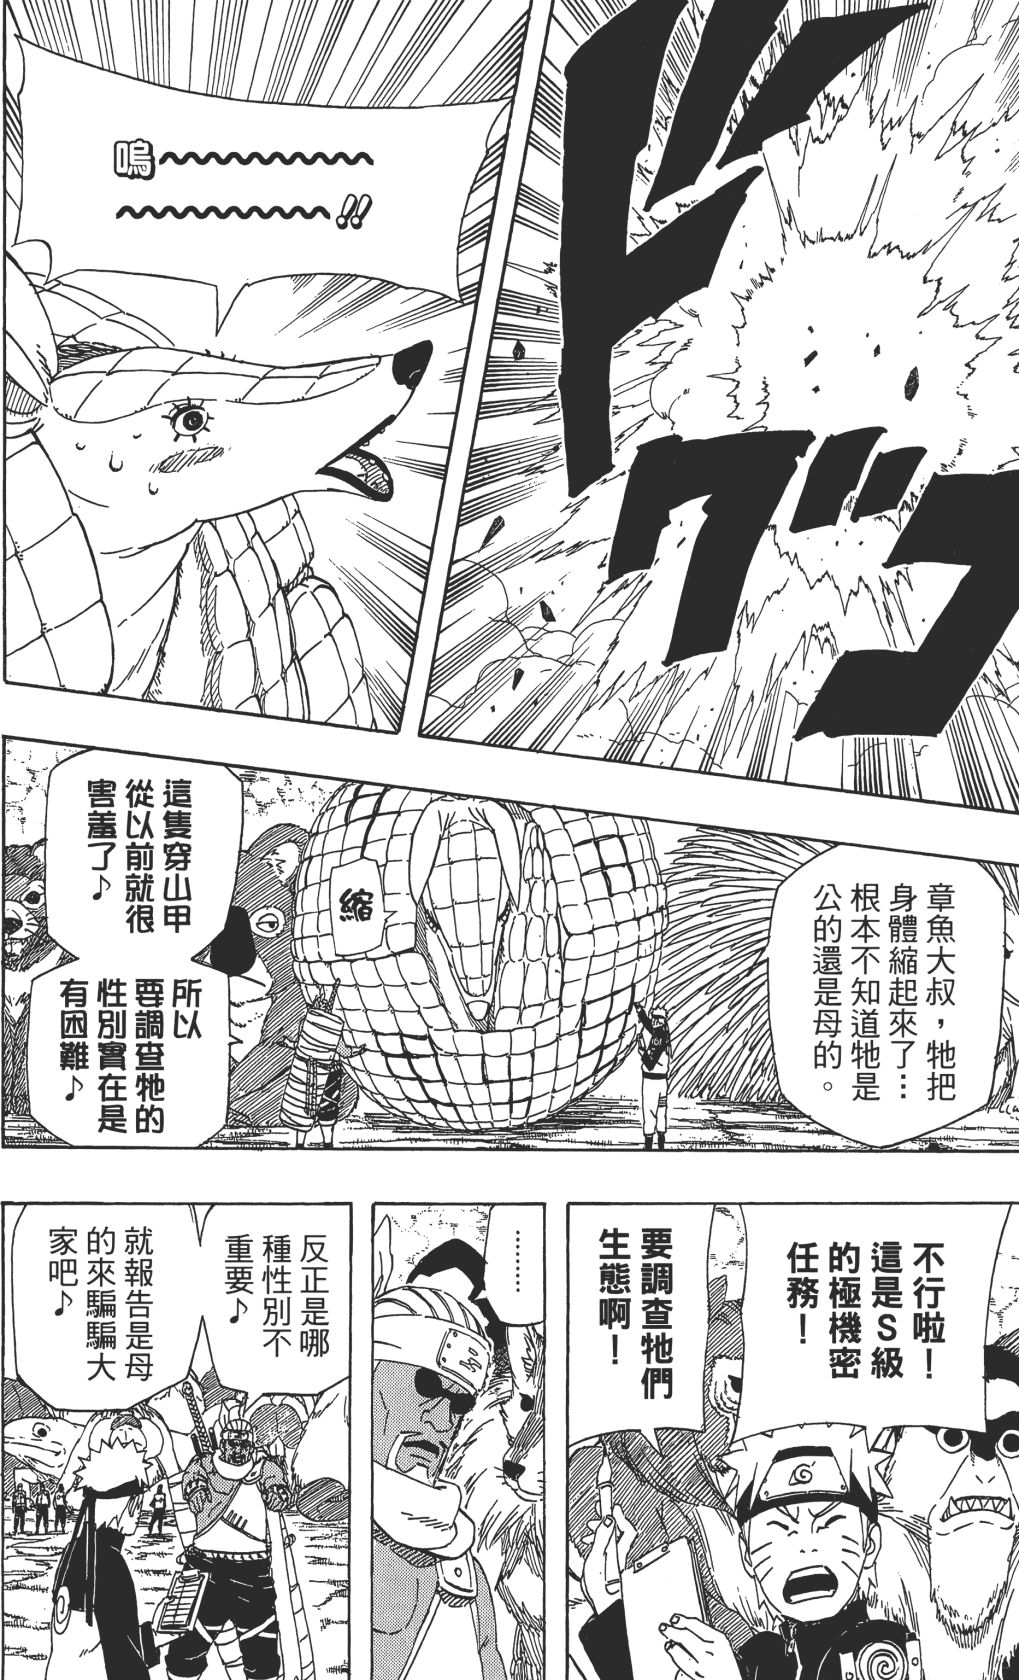 ドドッ
嗚～～～～～
～～～～～!!
章魚大叔，牠把
身體縮起來了…
根本不知道牠是
公的還是母的。
縮
這隻穿山甲
從以前就很
害羞了♪
所以
要調查牠的
性別實在是
有困難♪
不行啦！
這是S級
的極機密
任務！
要調查牠們
生態啊！
………
反正是哪
種性別不
重要♪
就報告是母
的來騙騙大
家吧♪